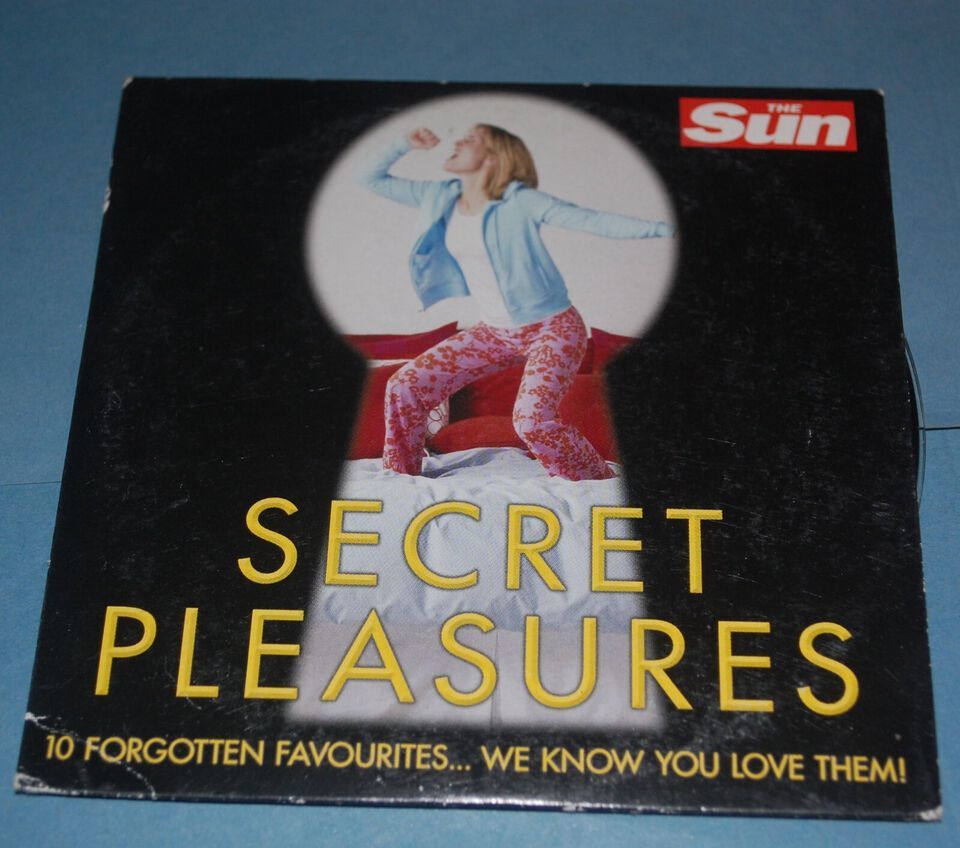 THE
Sun
SECRET
PLEASURES
10 FORGOTTEN FAVOURITES... WE KNOW YOU LOVE THEM!